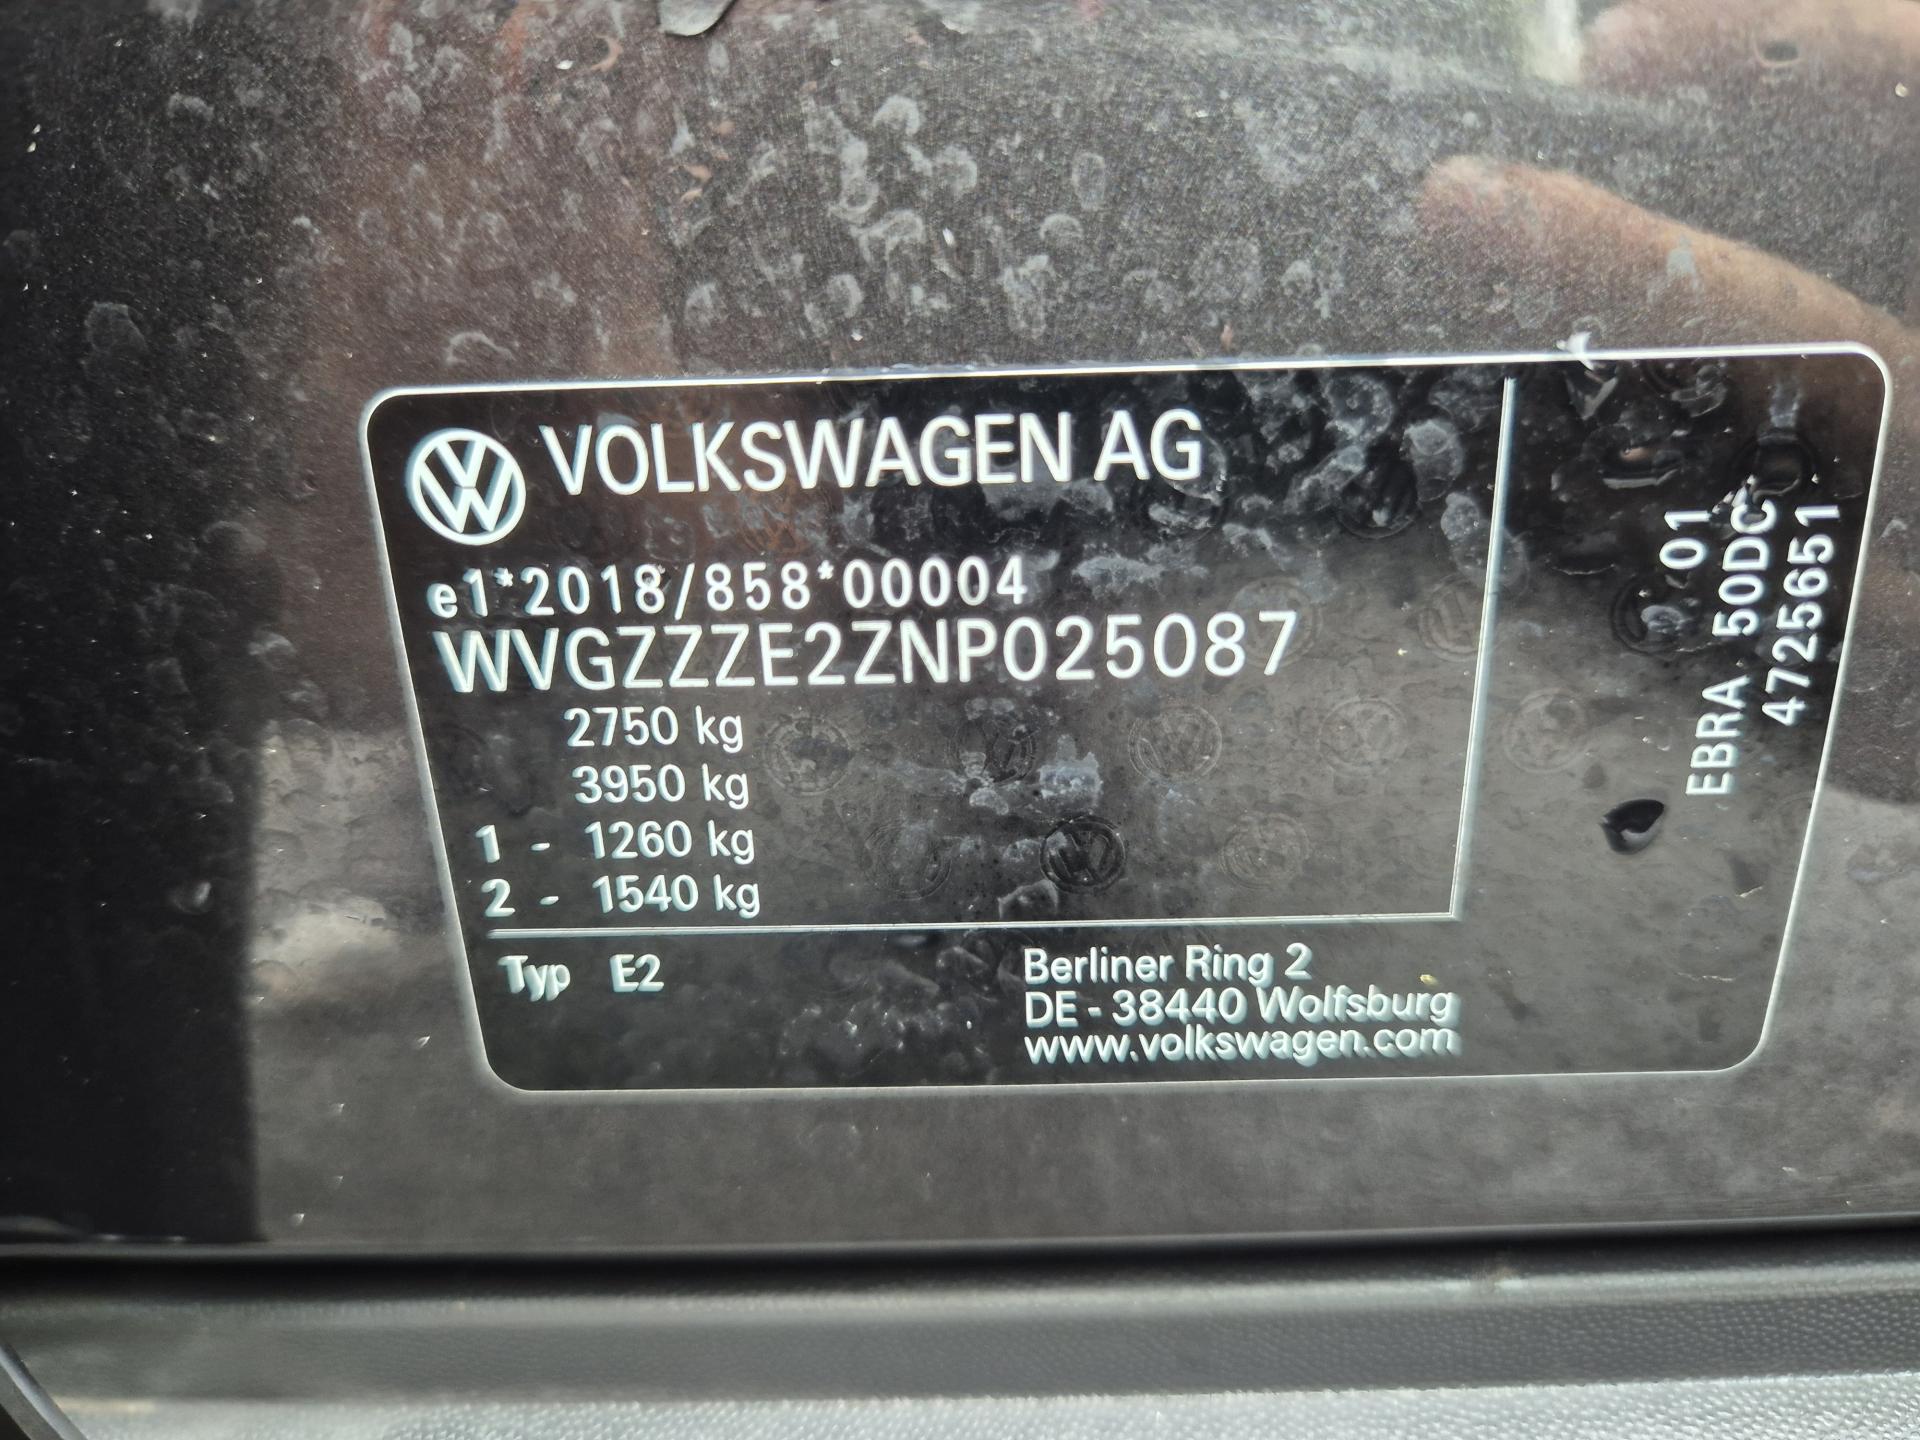 VOLKSWAGEN AG
e1*2018/858*00004
WVGZZZE2ZNP025087
2750 kg
3950 kg
1 - 1260 kg
2 - 1540 kg
Typ E2
Berliner Ring 2
DE - 38440 Wolfsburg
www.volkswagen.com
01
EBRA 50DC
4725651